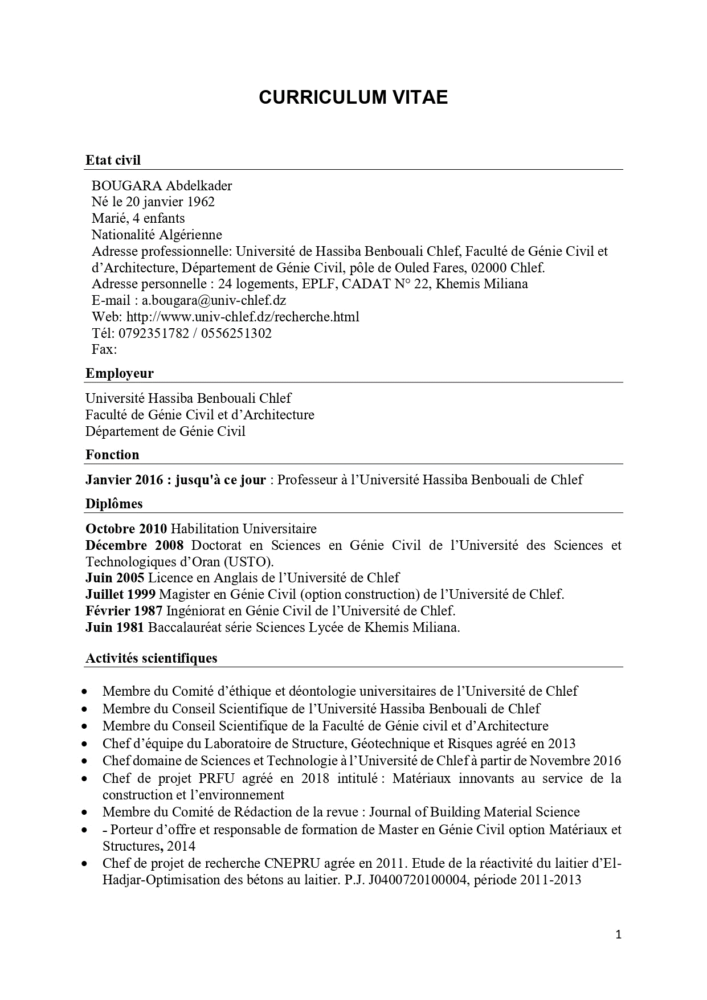 CURRICULUM VITAE
Etat civil
BOUGARA Abdelkader
Né le 20 janvier 1962
Marié, 4 enfants
Nationalité Algérienne
Adresse professionnelle: Université de Hassiba Benbouali Chlef, Faculté de Génie Civil et
d’Architecture, Département de Génie Civil, pôle de Ouled Fares, 02000 Chlef.
Adresse personnelle : 24 logements, EPLF, CADAT N° 22, Khemis Miliana
E-mail : a.bougara@univ-chlef.dz
Web: http://www.univ-chlef.dz/recherche.html
Tél: 0792351782 / 0556251302
Fax:
Employeur
Université Hassiba Benbouali Chlef
Faculté de Génie Civil et d’Architecture
Département de Génie Civil
Fonction
Janvier 2016 : jusqu'à ce jour : Professeur à l’Université Hassiba Benbouali de Chlef
Diplômes
Octobre 2010 Habilitation Universitaire
Décembre 2008 Doctorat en Sciences en Génie Civil de l’Université des Sciences et
Technologiques d’Oran (USTO).
Juin 2005 Licence en Anglais de l’Université de Chlef
Juillet 1999 Magister en Génie Civil (option construction) de l’Université de Chlef.
Février 1987 Ingéniorat en Génie Civil de l’Université de Chlef.
Juin 1981 Baccalauréat série Sciences Lycée de Khemis Miliana.
Activités scientifiques
• Membre du Comité d’éthique et déontologie universitaires de l’Université de Chlef
• Membre du Conseil Scientifique de l’Université Hassiba Benbouali de Chlef
• Membre du Conseil Scientifique de la Faculté de Génie civil et d’Architecture
• Chef d’équipe du Laboratoire de Structure, Géotechnique et Risques agréé en 2013
• Chef domaine de Sciences et Technologie à l’Université de Chlef à partir de Novembre 2016
• Chef de projet PRFU agréé en 2018 intitulé : Matériaux innovants au service de la
construction et l’environnement
• Membre du Comité de Rédaction de la revue : Journal of Building Material Science
• - Porteur d’offre et responsable de formation de Master en Génie Civil option Matériaux et
Structures, 2014
• Chef de projet de recherche CNEPRU agrée en 2011. Etude de la réactivité du laitier d’El-
Hadjar-Optimisation des bétons au laitier. P.J. J0400720100004, période 2011-2013
1